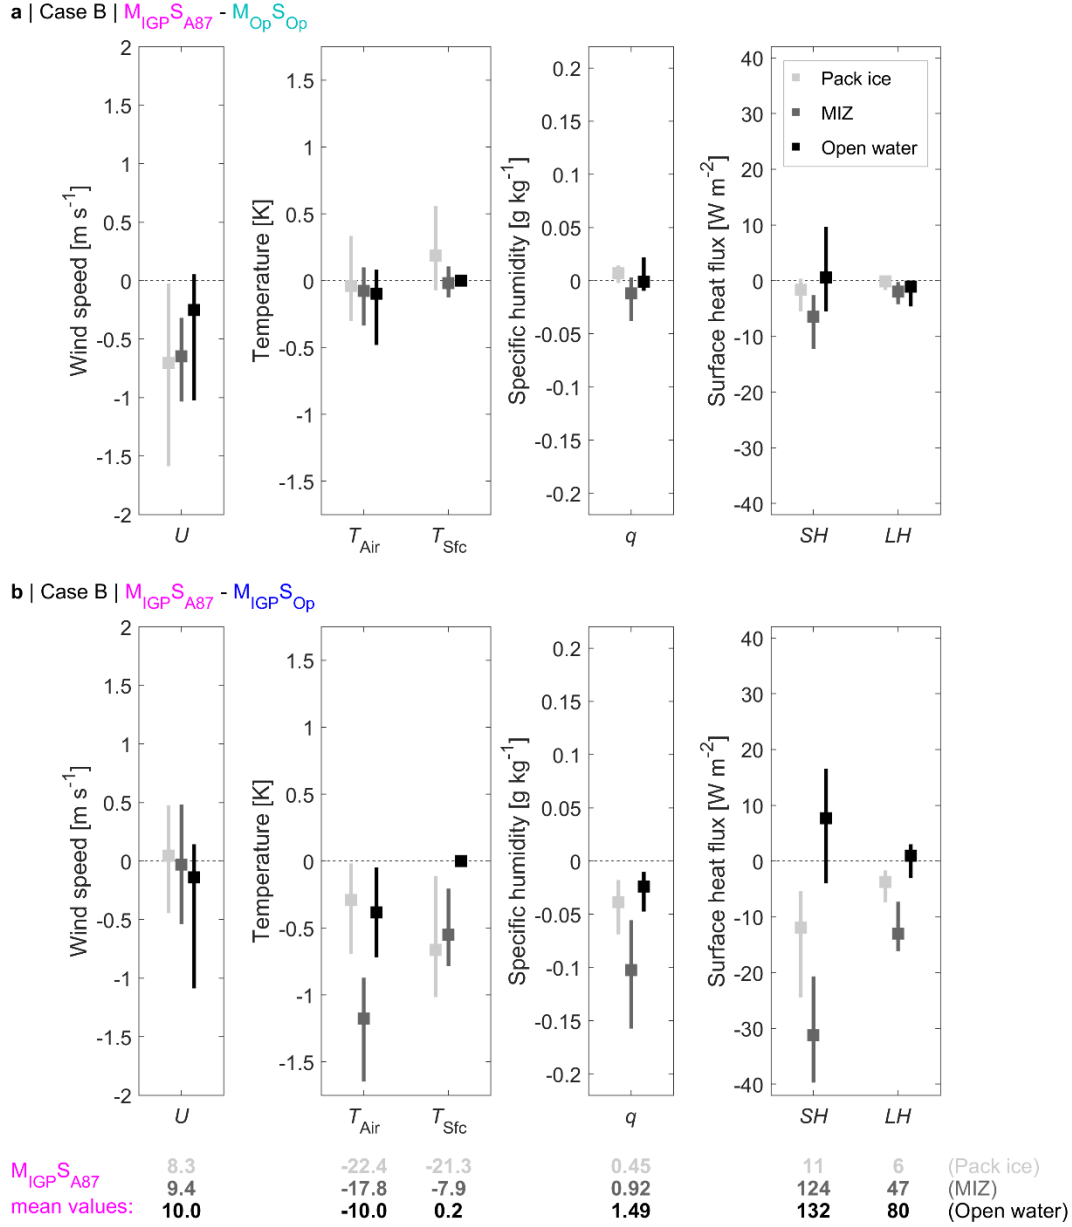 a | Case B | M_IGP S_A87 - M_Op S_Op
Wind speed [m s^-1]
2
1.5
1
0.5
0
-0.5
-1
-1.5
-2
U
Temperature [K]
1.5
1
0.5
0
-0.5
-1
-1.5
T_Air
T_Sfc
Specific humidity [g kg^-1]
0.2
0.15
0.1
0.05
0
-0.05
-0.1
-0.15
-0.2
q
Surface heat flux [W m^-2]
40
30
20
10
0
-10
-20
-30
-40
SH
LH
Pack ice
MIZ
Open water
b | Case B | M_IGP S_A87 - M_IGP S_Op
Wind speed [m s^-1]
2
1.5
1
0.5
0
-0.5
-1
-1.5
-2
U
Temperature [K]
1.5
1
0.5
0
-0.5
-1
-1.5
T_Air
T_Sfc
Specific humidity [g kg^-1]
0.2
0.15
0.1
0.05
0
-0.05
-0.1
-0.15
-0.2
q
Surface heat flux [W m^-2]
40
30
20
10
0
-10
-20
-30
-40
SH
LH
M_IGP S_A87
mean values:
8.3 -22.4 -21.3 0.45 11 6 (Pack ice)
9.4 -17.8 -7.9 0.92 124 47 (MIZ)
10.0 -10.0 0.2 1.49 132 80 (Open water)